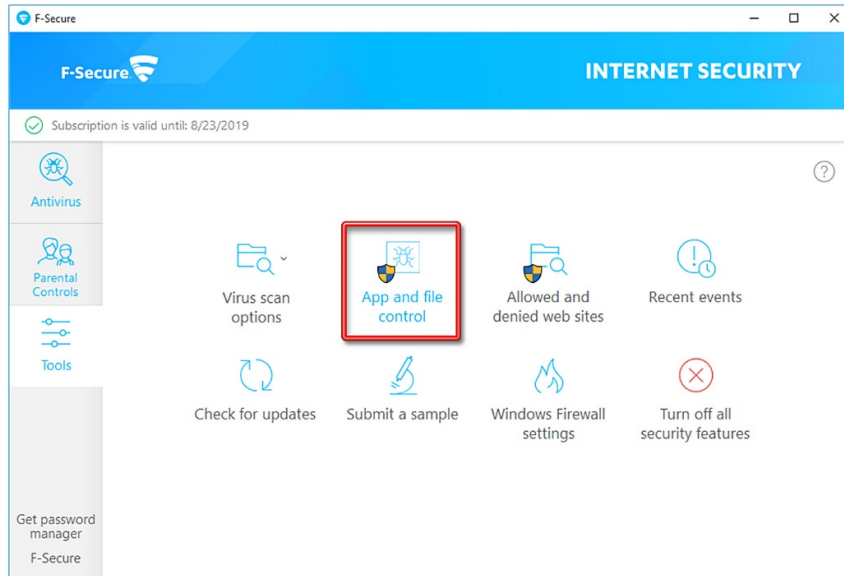 F-Secure
F-Secure
INTERNET SECURITY
Subscription is valid until: 8/23/2019
Antivirus
Parental
Controls
Tools
Virus scan
options
App and file
control
Allowed and
denied web sites
Recent events
Check for updates
Submit a sample
Windows Firewall
settings
Turn off all
security features
Get password
manager
F-Secure